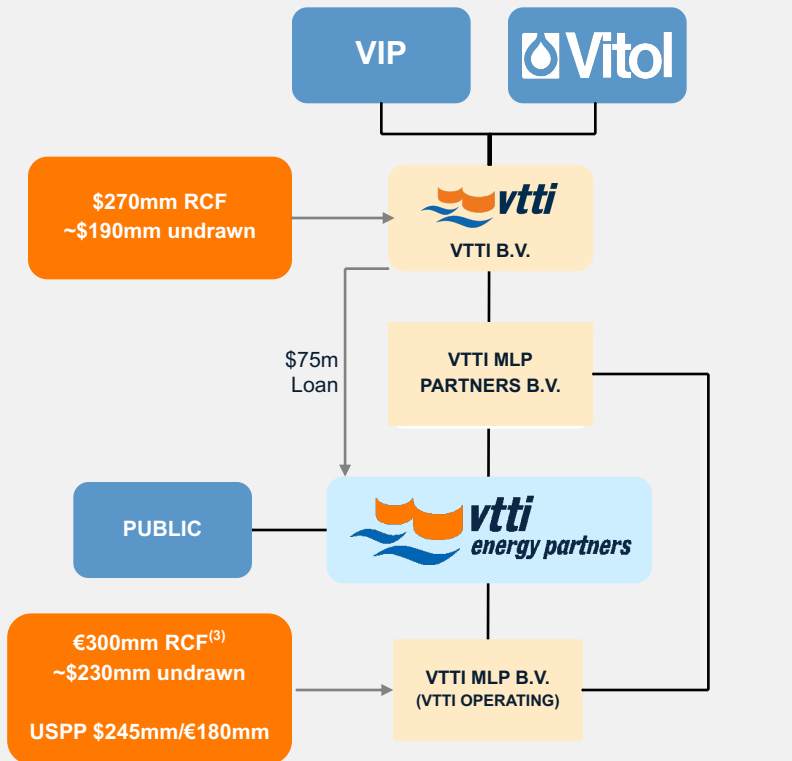 VIP
Vitol
$270mm RCF
~$190mm undrawn
vtti
VTTI B.V.
$75m
Loan
VTTI MLP
PARTNERS B.V.
PUBLIC
vtti
energy partners
€300mm RCF(3)
~$230mm undrawn
USPP $245mm/€180mm
VTTI MLP B.V.
(VTTI OPERATING)